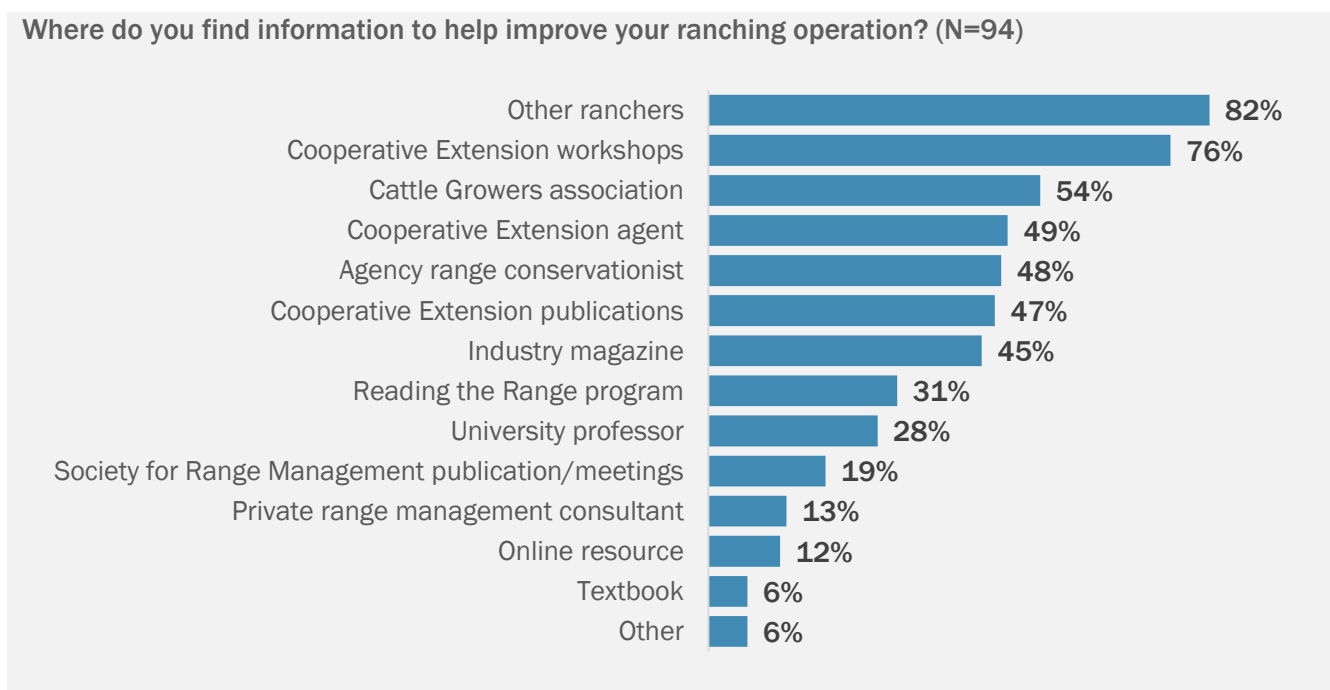 Where do you find information to help improve your ranching operation? (N=94)
Other ranchers 82%
Cooperative Extension workshops 76%
Cattle Growers association 54%
Cooperative Extension agent 49%
Agency range conservationist 48%
Cooperative Extension publications 47%
Industry magazine 45%
Reading the Range program 31%
University professor 28%
Society for Range Management publication/meetings 19%
Private range management consultant 13%
Online resource 12%
Textbook 6%
Other 6%